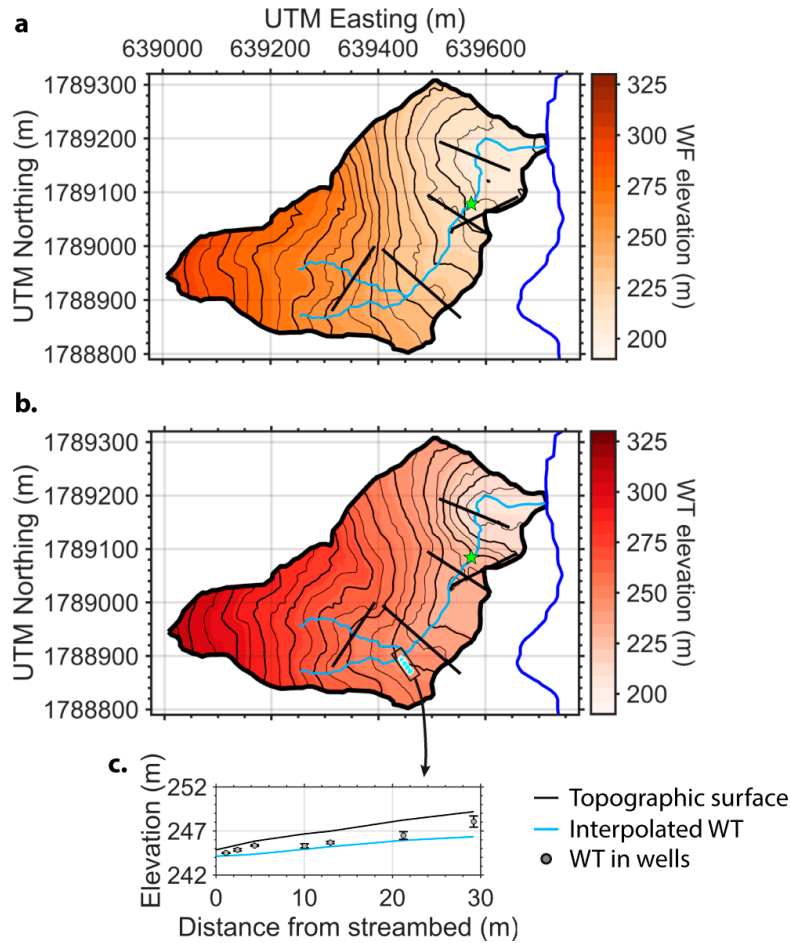 a
UTM Easting (m)
639000 639200 639400 639600
UTM Northing (m)
1789300
1789200
1789100
1789000
1788900
1788800
325
300
275
250
225
200
WF elevation (m)
b.
UTM Northing (m)
1789300
1789200
1789100
1789000
1788900
1788800
325
300
275
250
225
200
WT elevation (m)
c.
Elevation (m)
252
247
242
0 10 20 30
Distance from streambed (m)
Topographic surface
Interpolated WT
WT in wells